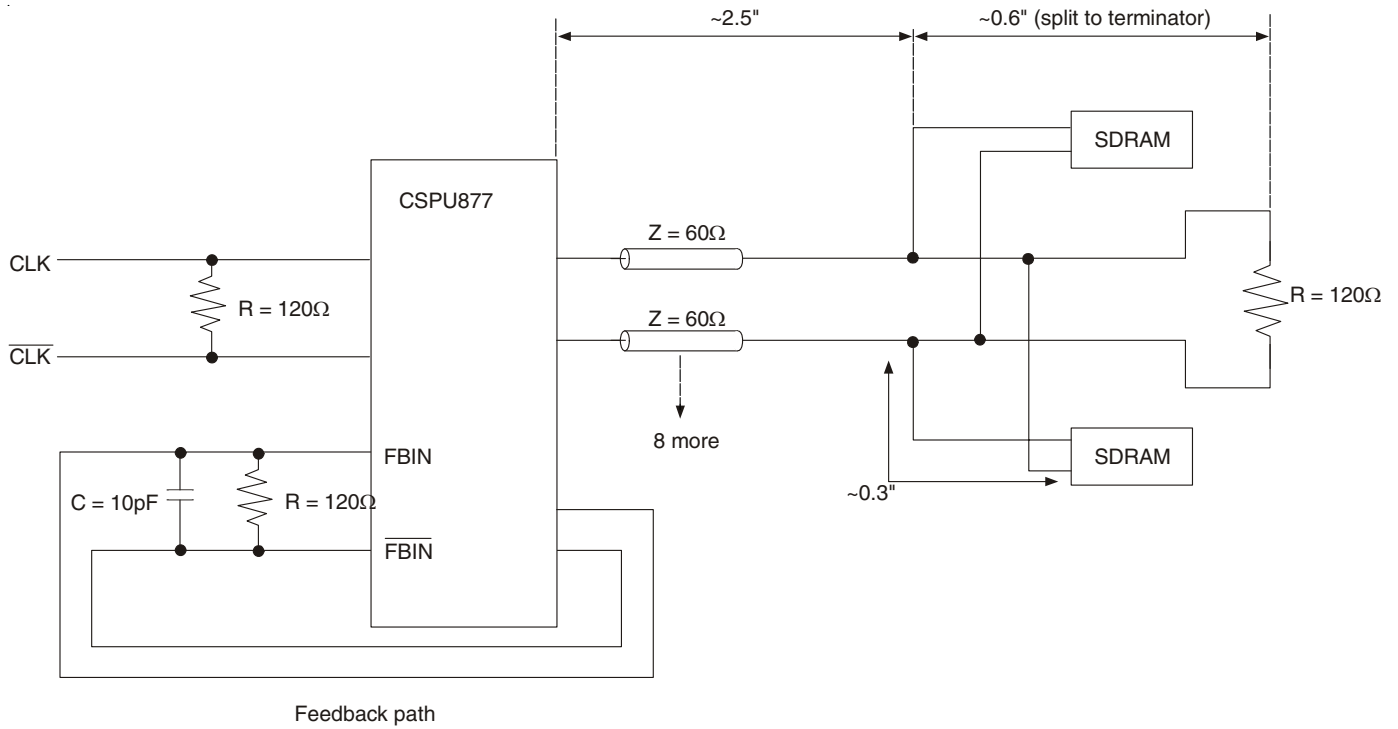 ~2.5"
~0.6" (split to terminator)
SDRAM
CSPU877
Z = 60Ω
CLK
R = 120Ω
R = 120Ω
Z = 60Ω
CLK
8 more
FBIN
SDRAM
C = 10pF
R = 120Ω
~0.3"
FBIN
Feedback path